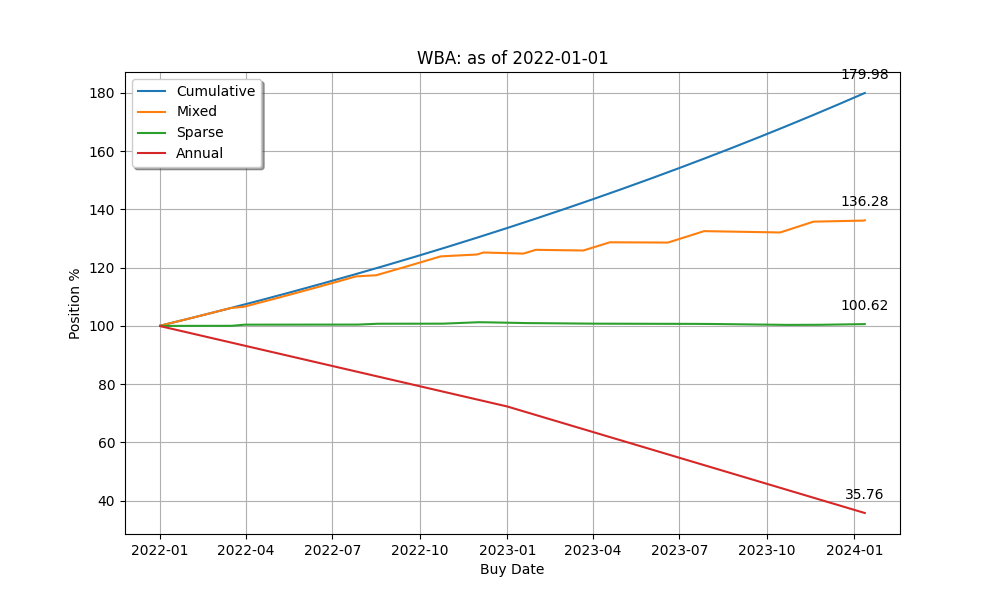 WBA: as of 2022-01-01
179.98
180
Cumulative
Mixed
Sparse
Annual
160
140
136.28
120
100.62
100
80
60
40
35.76
Position %
2022-01 2022-04 2022-07 2022-10 2023-01 2023-04 2023-07 2023-10 2024-01
Buy Date